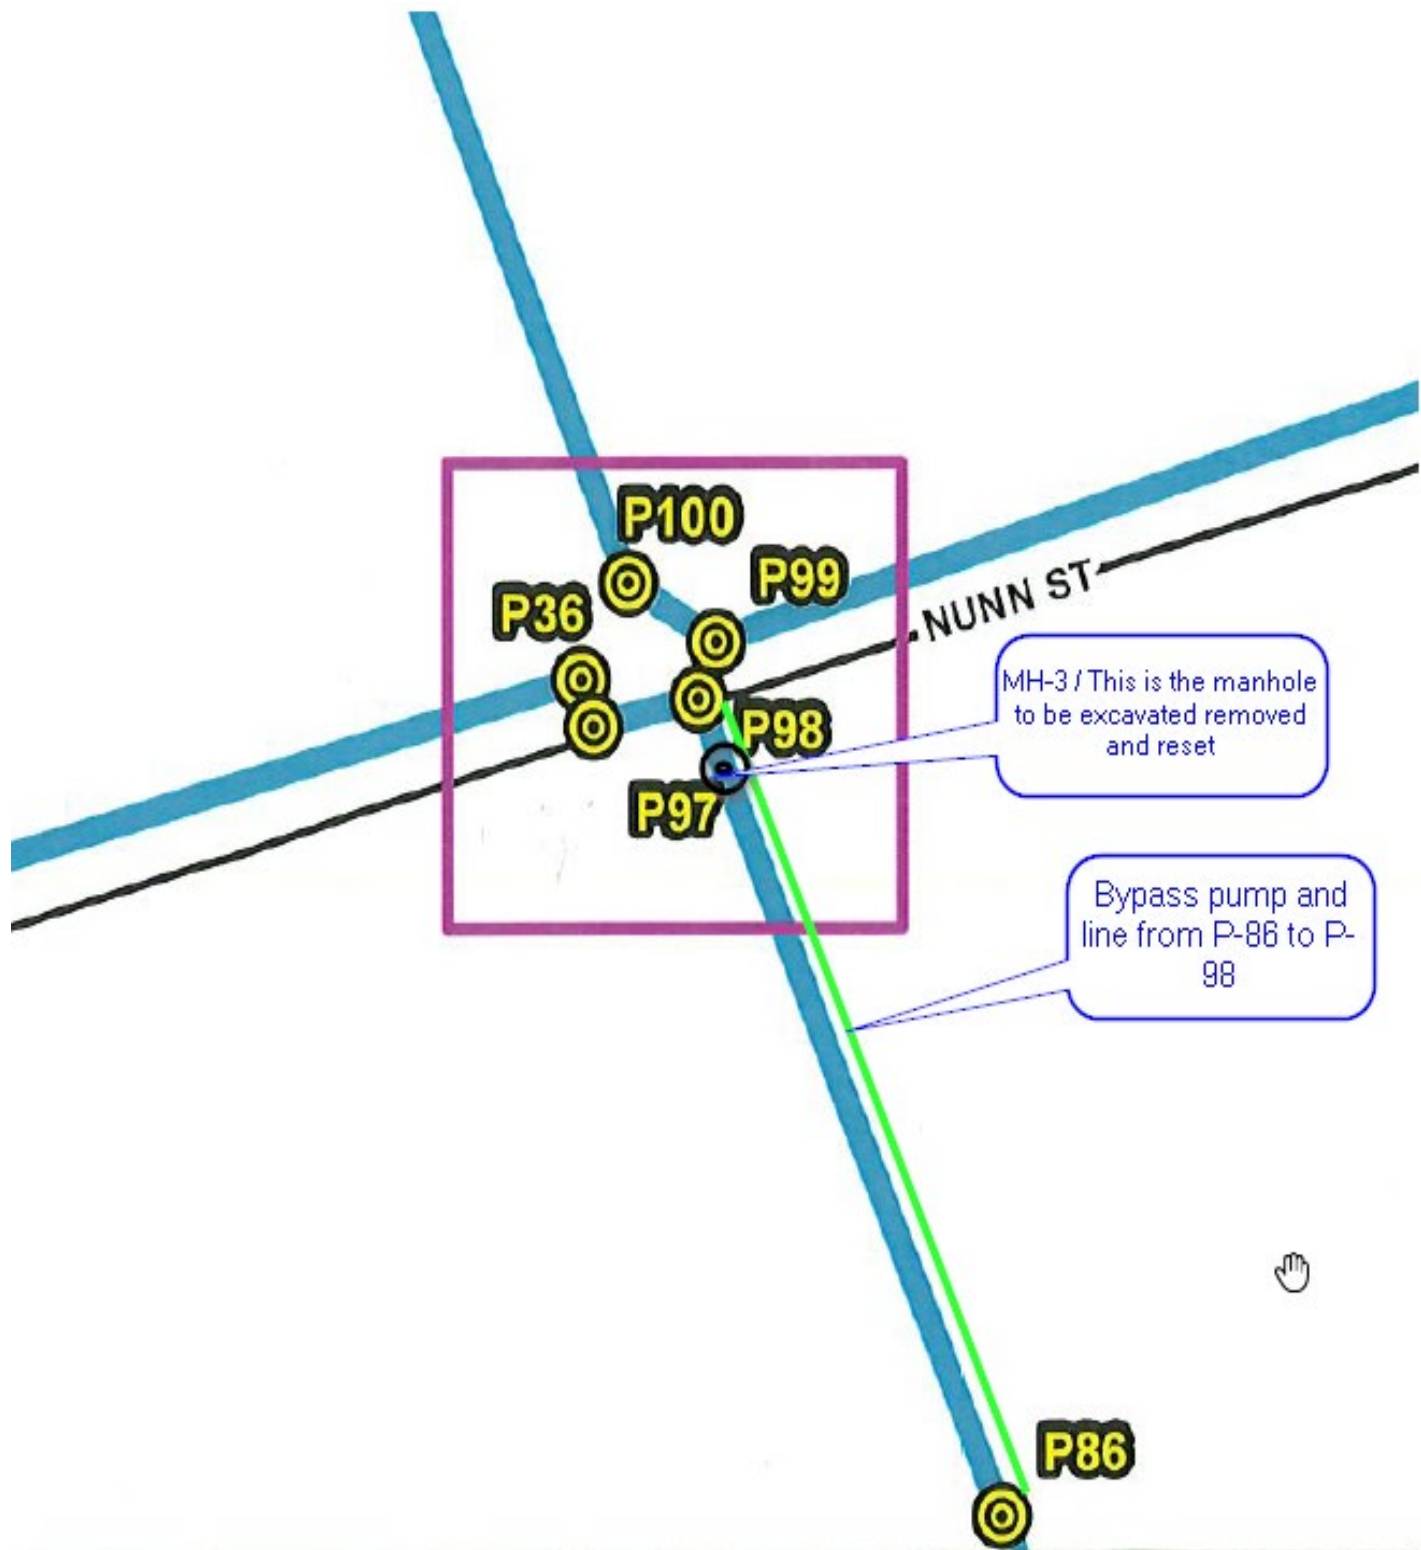 P100
P99
P36
NUNN ST
MH-3 / This is the manhole
to be excavated removed
and reset
P98
P97
Bypass pump and
line from P-86 to P-
98
P86